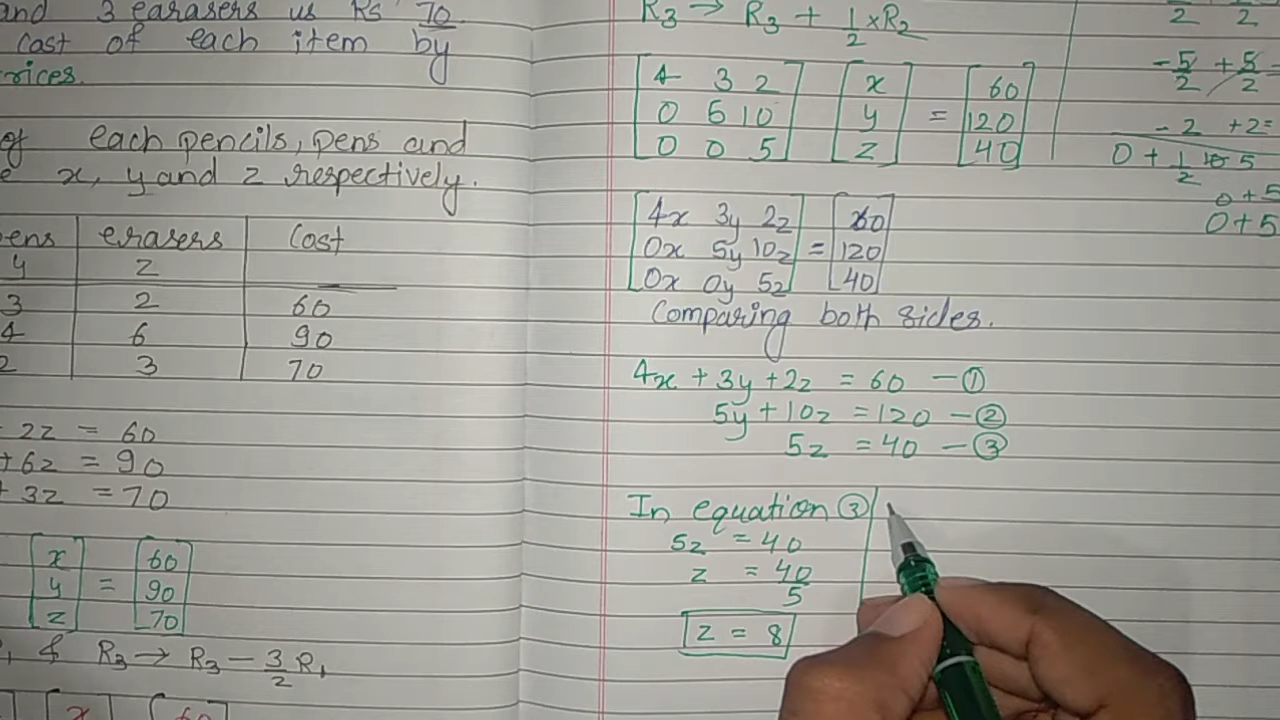 and 3 earasers is Rs 70
cost of each item by
rices.
of each pencils, pens and
e x, y and z respectively.
ens erasers Cost
y z
3 2 60
4 6 90
2 3 70
2z = 60
+6z = 90
+ 3z = 70
x 60
y = 90
z 70
& R3 → R3 - 3/2 R1
x 60
R3 → R3 + 1/2 × R2
4 3 2 x 60
0 5 10 y = 120
0 0 5 z 40
4x 3y 2z 60
0x 5y 10z = 120
0x 0y 5z 40
Comparing both sides.
4x + 3y + 2z = 60 - ①
5y + 10z = 120 - ②
5z = 40 - ③
In equation ③
5z = 40
z = 40/5
z = 8
2 2
-5/2 + 5/2 =
-2 +2=
0 + 1/2 10 5
0 + 5
0 + 5